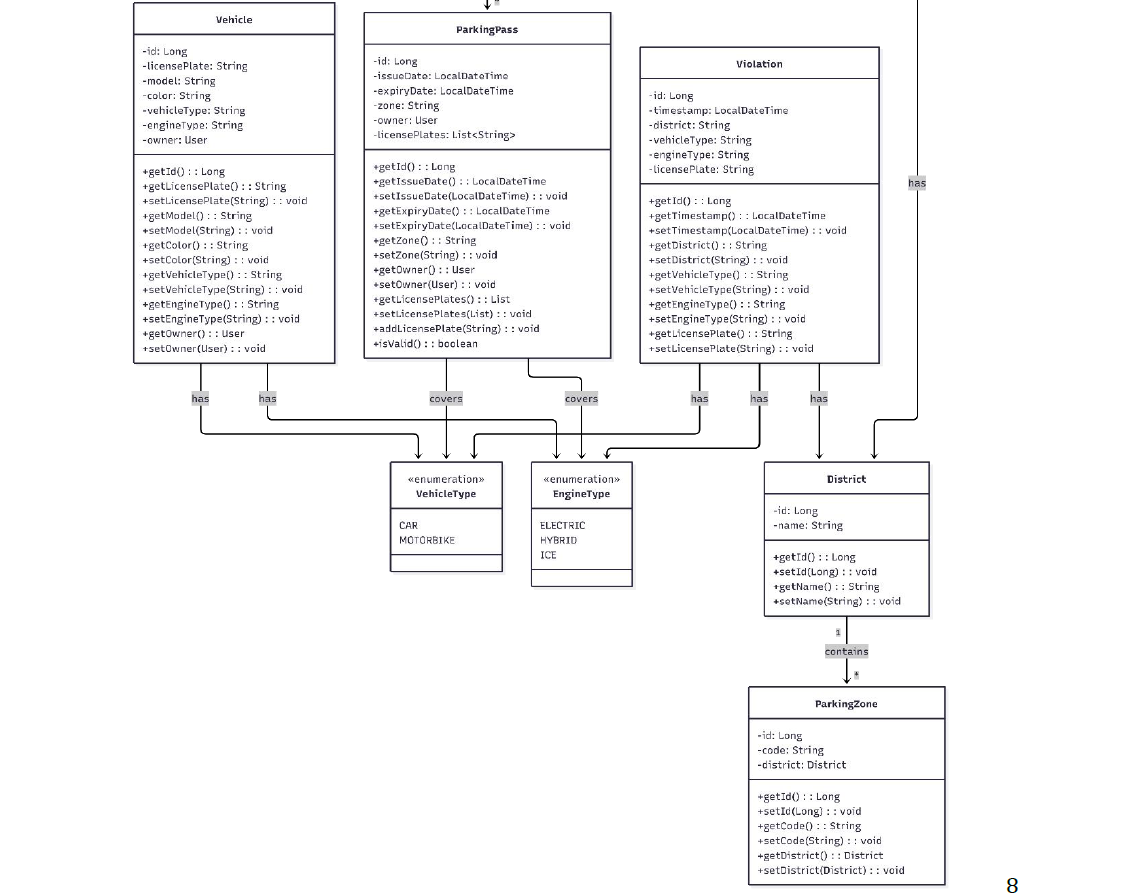 *
Vehicle
-id: Long
-licensePlate: String
-model: String
-color: String
-vehicleType: String
-engineType: String
-owner: User
+getId() : : Long
+getLicensePlate() : : String
+setLicensePlate(String) : : void
+getModel() : : String
+setModel(String) : : void
+getColor() : : String
+setColor(String) : : void
+getVehicleType() : : String
+setVehicleType(String) : : void
+getEngineType() : : String
+setEngineType(String) : : void
+getOwner() : : User
+setOwner(User) : : void
ParkingPass
-id: Long
-issueDate: LocalDateTime
-expiryDate: LocalDateTime
-zone: String
-owner: User
-licensePlates: List<String>
+getId() : : Long
+getIssueDate() : : LocalDateTime
+setIssueDate(LocalDateTime) : : void
+getExpiryDate() : : LocalDateTime
+setExpiryDate(LocalDateTime) : : void
+getZone() : : String
+setZone(String) : : void
+getOwner() : : User
+setOwner(User) : : void
+getLicensePlates() : : List
+setLicensePlates(List) : : void
+addLicensePlate(String) : : void
+isValid() : : boolean
Violation
-id: Long
-timestamp: LocalDateTime
-district: String
-vehicleType: String
-engineType: String
-licensePlate: String
+getId() : : Long
+getTimestamp() : : LocalDateTime
+setTimestamp(LocalDateTime) : : void
+getDistrict() : : String
+setDistrict(String) : : void
+getVehicleType() : : String
+setVehicleType(String) : : void
+getEngineType() : : String
+setEngineType(String) : : void
+getLicensePlate() : : String
+setLicensePlate(String) : : void
has
has
has
covers
covers
has
has
has
«enumeration»
VehicleType
CAR
MOTORBIKE
«enumeration»
EngineType
ELECTRIC
HYBRID
ICE
District
-id: Long
-name: String
+getId() : : Long
+setId(Long) : : void
+getName() : : String
+setName(String) : : void
1
contains
*
ParkingZone
-id: Long
-code: String
-district: District
+getId() : : Long
+setId(Long) : : void
+getCode() : : String
+setCode(String) : : void
+getDistrict() : : District
+setDistrict(District) : : void
8